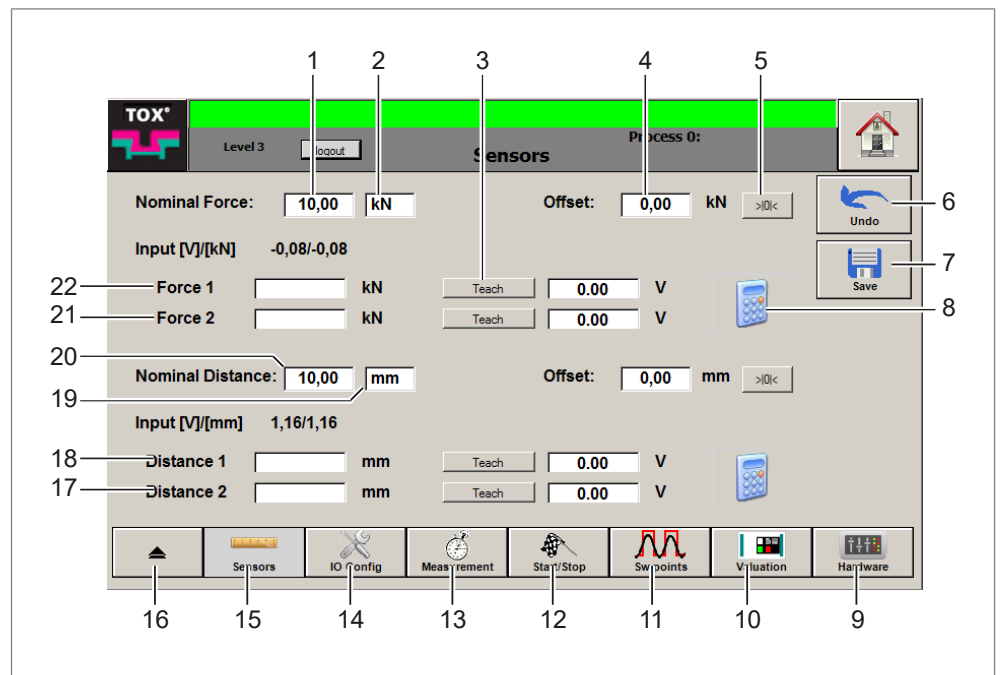 1 2 3 4 5
TOX®
Level 3 logout Sensors Process 0:
Nominal Force: 10,00 kN Offset: 0,00 kN >|0|<
Undo 6
Input [V]/[kN] -0,08/-0,08
Save 7
22 Force 1 kN Teach 0.00 V
8
21 Force 2 kN Teach 0.00 V
20
Nominal Distance: 10,00 mm Offset: 0,00 mm >|0|<
19
Input [V]/[mm] 1,16/1,16
18 Distance 1 mm Teach 0.00 V
17 Distance 2 mm Teach 0.00 V
Sensors IO Config Measurement Start/Stop Sw.points Valuation Hardware
16 15 14 13 12 11 10 9